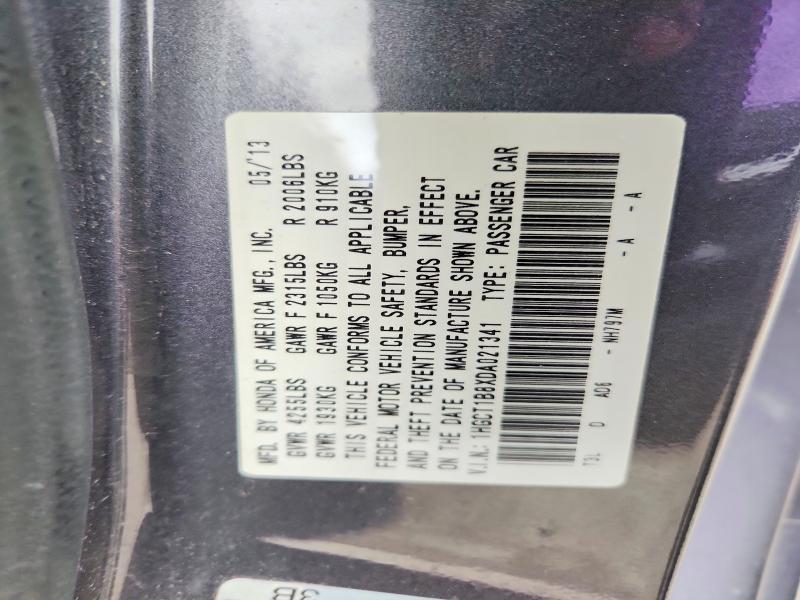 MFD. BY HONDA OF AMERICA MFG., INC. 05/'13
GVWR 4255LBS GAWR F 2315LBS R 2006LBS
GVWR 1930KG GAWR F 1050KG R 910KG
THIS VEHICLE CONFORMS TO ALL APPLICABLE
FEDERAL MOTOR VEHICLE SAFETY, BUMPER,
AND THEFT PREVENTION STANDARDS IN EFFECT
ON THE DATE OF MANUFACTURE SHOWN ABOVE.
V.I.N.: 1HGCT1B8XDA021341 TYPE: PASSENGER CAR
T3L D AD6 - NH797M - A - A